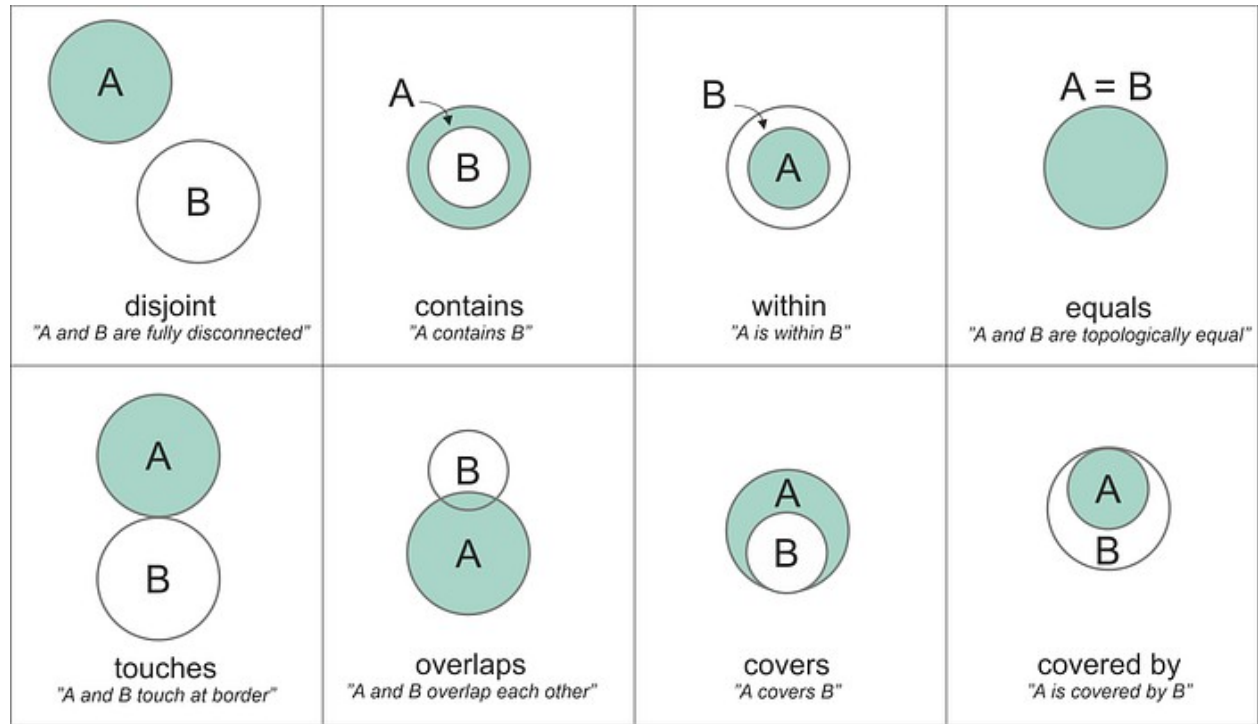 A
B
disjoint
"A and B are fully disconnected"
A
B
contains
"A contains B"
B
A
within
"A is within B"
A = B
equals
"A and B are topologically equal"
A
B
touches
"A and B touch at border"
B
A
overlaps
"A and B overlap each other"
A
B
covers
"A covers B"
A
B
covered by
"A is covered by B"